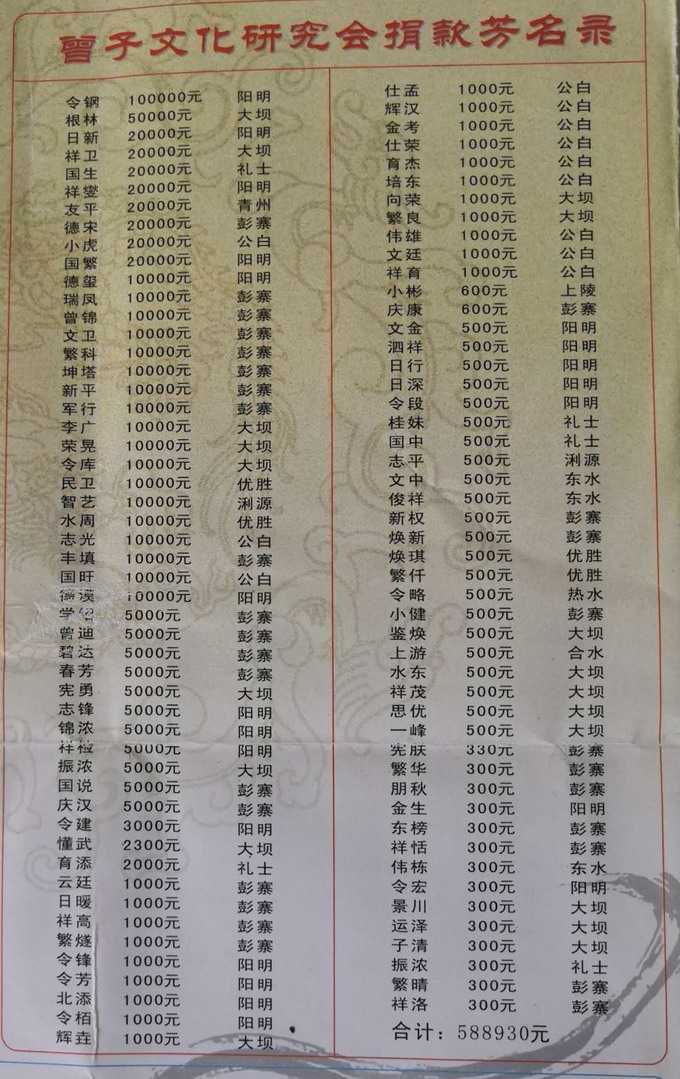 曾子文化研究会捐款芳名录
令钢 100000元 阳明
根林 50000元 大坝
日新 20000元 阳明
祥卫 20000元 大坝
国生 20000元 礼士
祥燮 20000元 阳明
友平 20000元 青州
德宋 20000元 彭寨
小虎 20000元 公白
国繁 20000元 阳明
德玺 10000元 阳明
瑞凤 10000元 彭寨
曾锦 10000元 彭寨
文卫 10000元 彭寨
繁科 10000元 彭寨
坤塔 10000元 彭寨
新平 10000元 彭寨
军行 10000元 彭寨
李广 10000元 大坝
荣晃 10000元 大坝
令库 10000元 大坝
民卫 10000元 优胜
智艺 10000元 浰源
水周 10000元 优胜
志光 10000元 公白
丰填 10000元 彭寨
国旺 10000元 公白
德谟 10000元 阳明
5000元 彭寨
曾迪 5000元 彭寨
碧达 5000元 彭寨
春芳 5000元 彭寨
宪勇 5000元 大坝
志锋 5000元 阳明
锦浓 5000元 阳明
祥检 5000元 阳明
振浓 5000元 大坝
国说 5000元 彭寨
庆汉 5000元 彭寨
令建 3000元 阳明
懂武 2300元 大坝
育添 2000元 礼士
云廷 1000元 彭寨
日暖 1000元 彭寨
祥高 1000元 彭寨
繁燧 1000元 彭寨
令锋 1000元 阳明
令芳 1000元 阳明
北添 1000元 阳明
令栢 1000元 阳明
辉垚 1000元 大坝
仕孟 1000元 公白
辉汉 1000元 公白
金考 1000元 公白
仕荣 1000元 公白
育杰 1000元 公白
培东 1000元 公白
向荣 1000元 大坝
繁良 1000元 大坝
伟雄 1000元 公白
文廷 1000元 公白
祥育 1000元 公白
小彬 600元 上陵
庆康 600元 彭寨
文金 500元 阳明
泗祥 500元 阳明
日行 500元 阳明
日深 500元 阳明
令段 500元 阳明
桂妹 500元 礼士
国中 500元 礼士
志平 500元 浰源
文中 500元 东水
俊祥 500元 东水
新权 500元 彭寨
焕新 500元 彭寨
焕琪 500元 优胜
繁仟 500元 优胜
令略 500元 热水
小健 500元 彭寨
鉴焕 500元 大坝
上游 500元 合水
水东 500元 大坝
祥茂 500元 大坝
思优 500元 大坝
一峰 500元 大坝
宪朕 330元 彭寨
繁华 300元 彭寨
朋秋 300元 彭寨
金生 300元 阳明
东榜 300元 彭寨
祥恬 300元 彭寨
伟栋 300元 东水
令宏 300元 阳明
景川 300元 大坝
运泽 300元 大坝
子清 300元 大坝
振浓 300元 礼士
繁晴 300元 彭寨
祥洛 300元 彭寨
合计：588930元